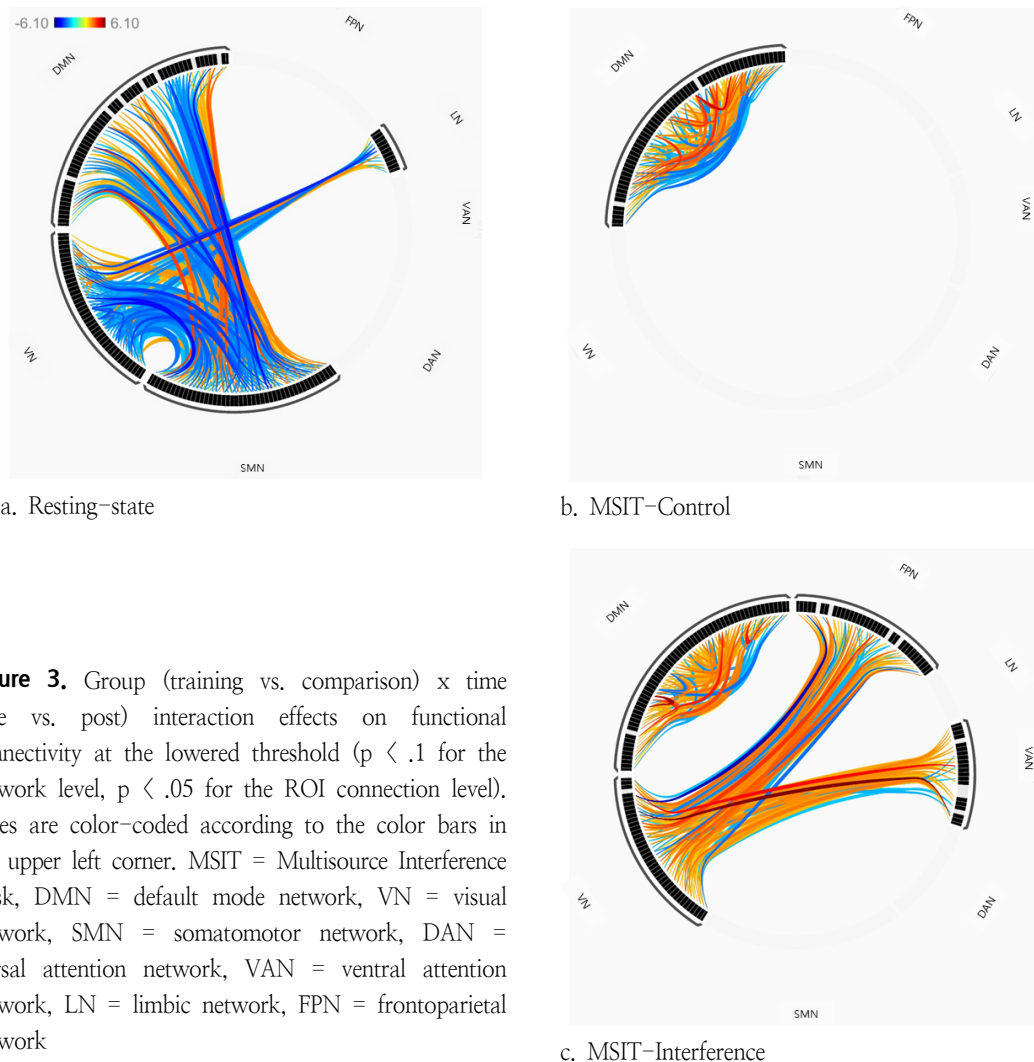 -6.10 6.10
FPN
DMN
LN
VAN
DAN
VN
SMN
a. Resting-state
FPN
DMN
LN
VAN
DAN
VN
SMN
b. MSIT-Control
FPN
DMN
LN
VAN
DAN
VN
SMN
c. MSIT-Interference
ure 3. Group (training vs. comparison) x time
e vs. post) interaction effects on functional
nnectivity at the lowered threshold (p < .1 for the
work level, p < .05 for the ROI connection level).
es are color-coded according to the color bars in
upper left corner. MSIT = Multisource Interference
sk, DMN = default mode network, VN = visual
work, SMN = somatomotor network, DAN =
rsal attention network, VAN = ventral attention
work, LN = limbic network, FPN = frontoparietal
work